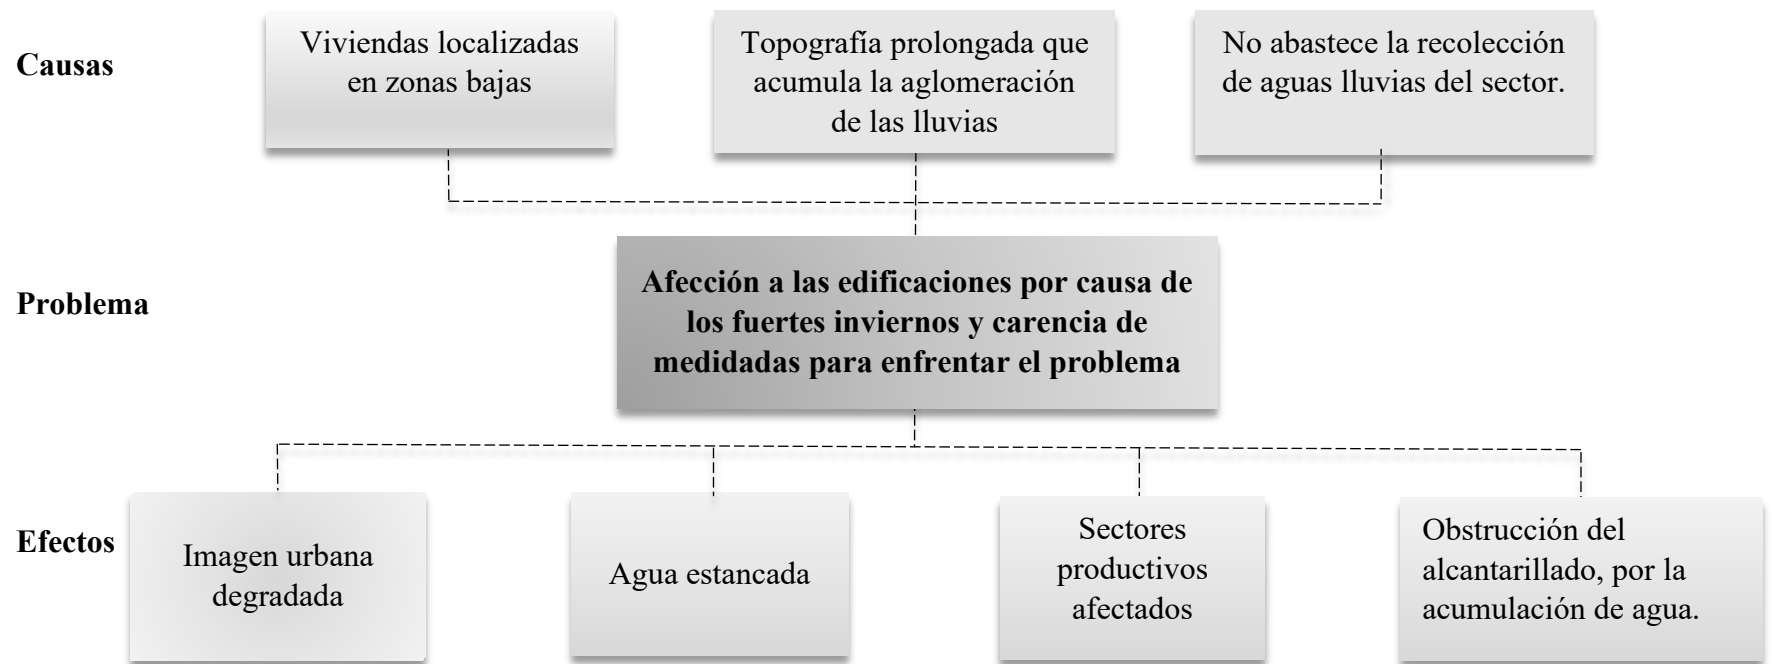 Causas
Viviendas localizadas
en zonas bajas
Topografía prolongada que
acumula la aglomeración
de las lluvias
No abastece la recolección
de aguas lluvias del sector.
Problema
Afección a las edificaciones por causa de
los fuertes inviernos y carencia de
medidadas para enfrentar el problema
Efectos
Imagen urbana
degradada
Agua estancada
Sectores
productivos
afectados
Obstrucción del
alcantarillado, por la
acumulación de agua.